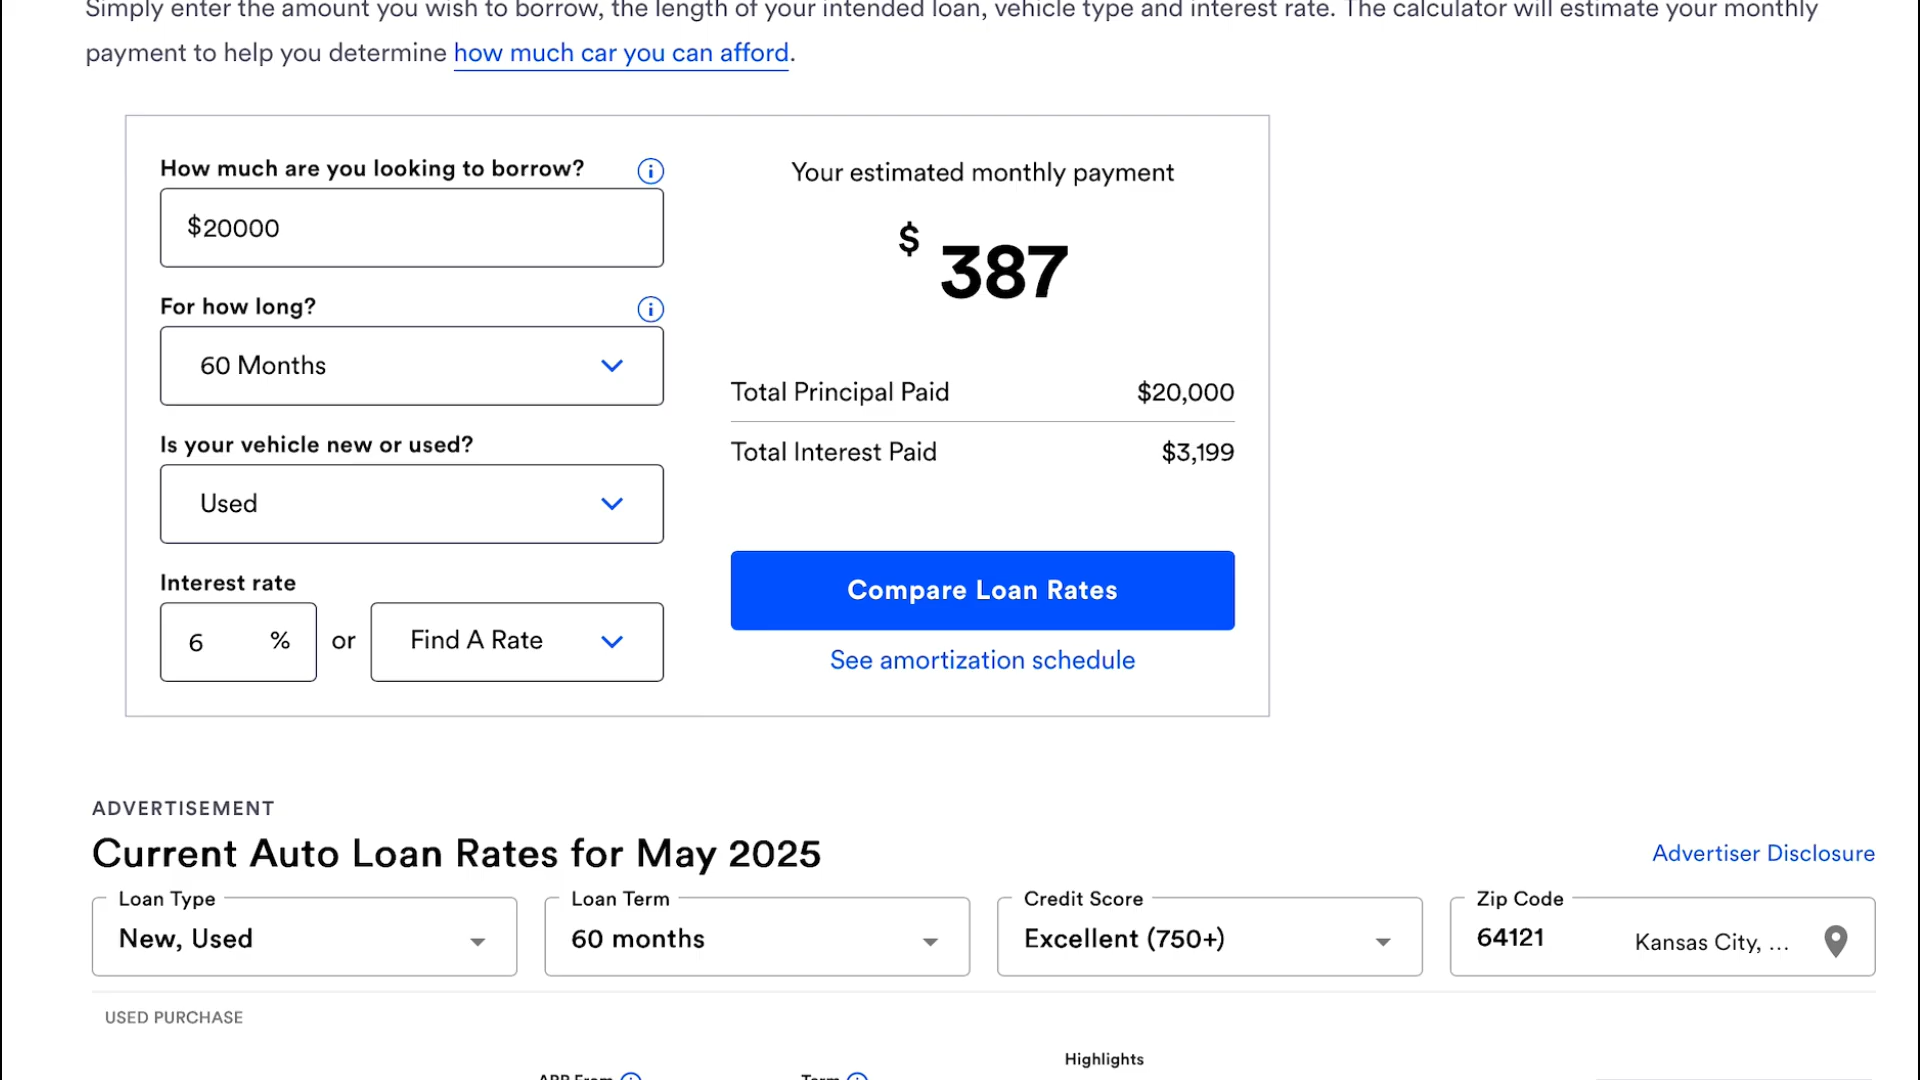 Simply enter the amount you wish to borrow, the length of your intended loan, vehicle type and interest rate. The calculator will estimate your monthly
payment to help you determine how much car you can afford.
How much are you looking to borrow?
$20000
For how long?
60 Months
Is your vehicle new or used?
Used
Interest rate
6 % or Find A Rate
Your estimated monthly payment
$ 387
Total Principal Paid $20,000
Total Interest Paid $3,199
Compare Loan Rates
See amortization schedule
ADVERTISEMENT
Current Auto Loan Rates for May 2025
Advertiser Disclosure
Loan Type
New, Used
Loan Term
60 months
Credit Score
Excellent (750+)
Zip Code
64121 Kansas City, ...
USED PURCHASE
Highlights
APR From
Term